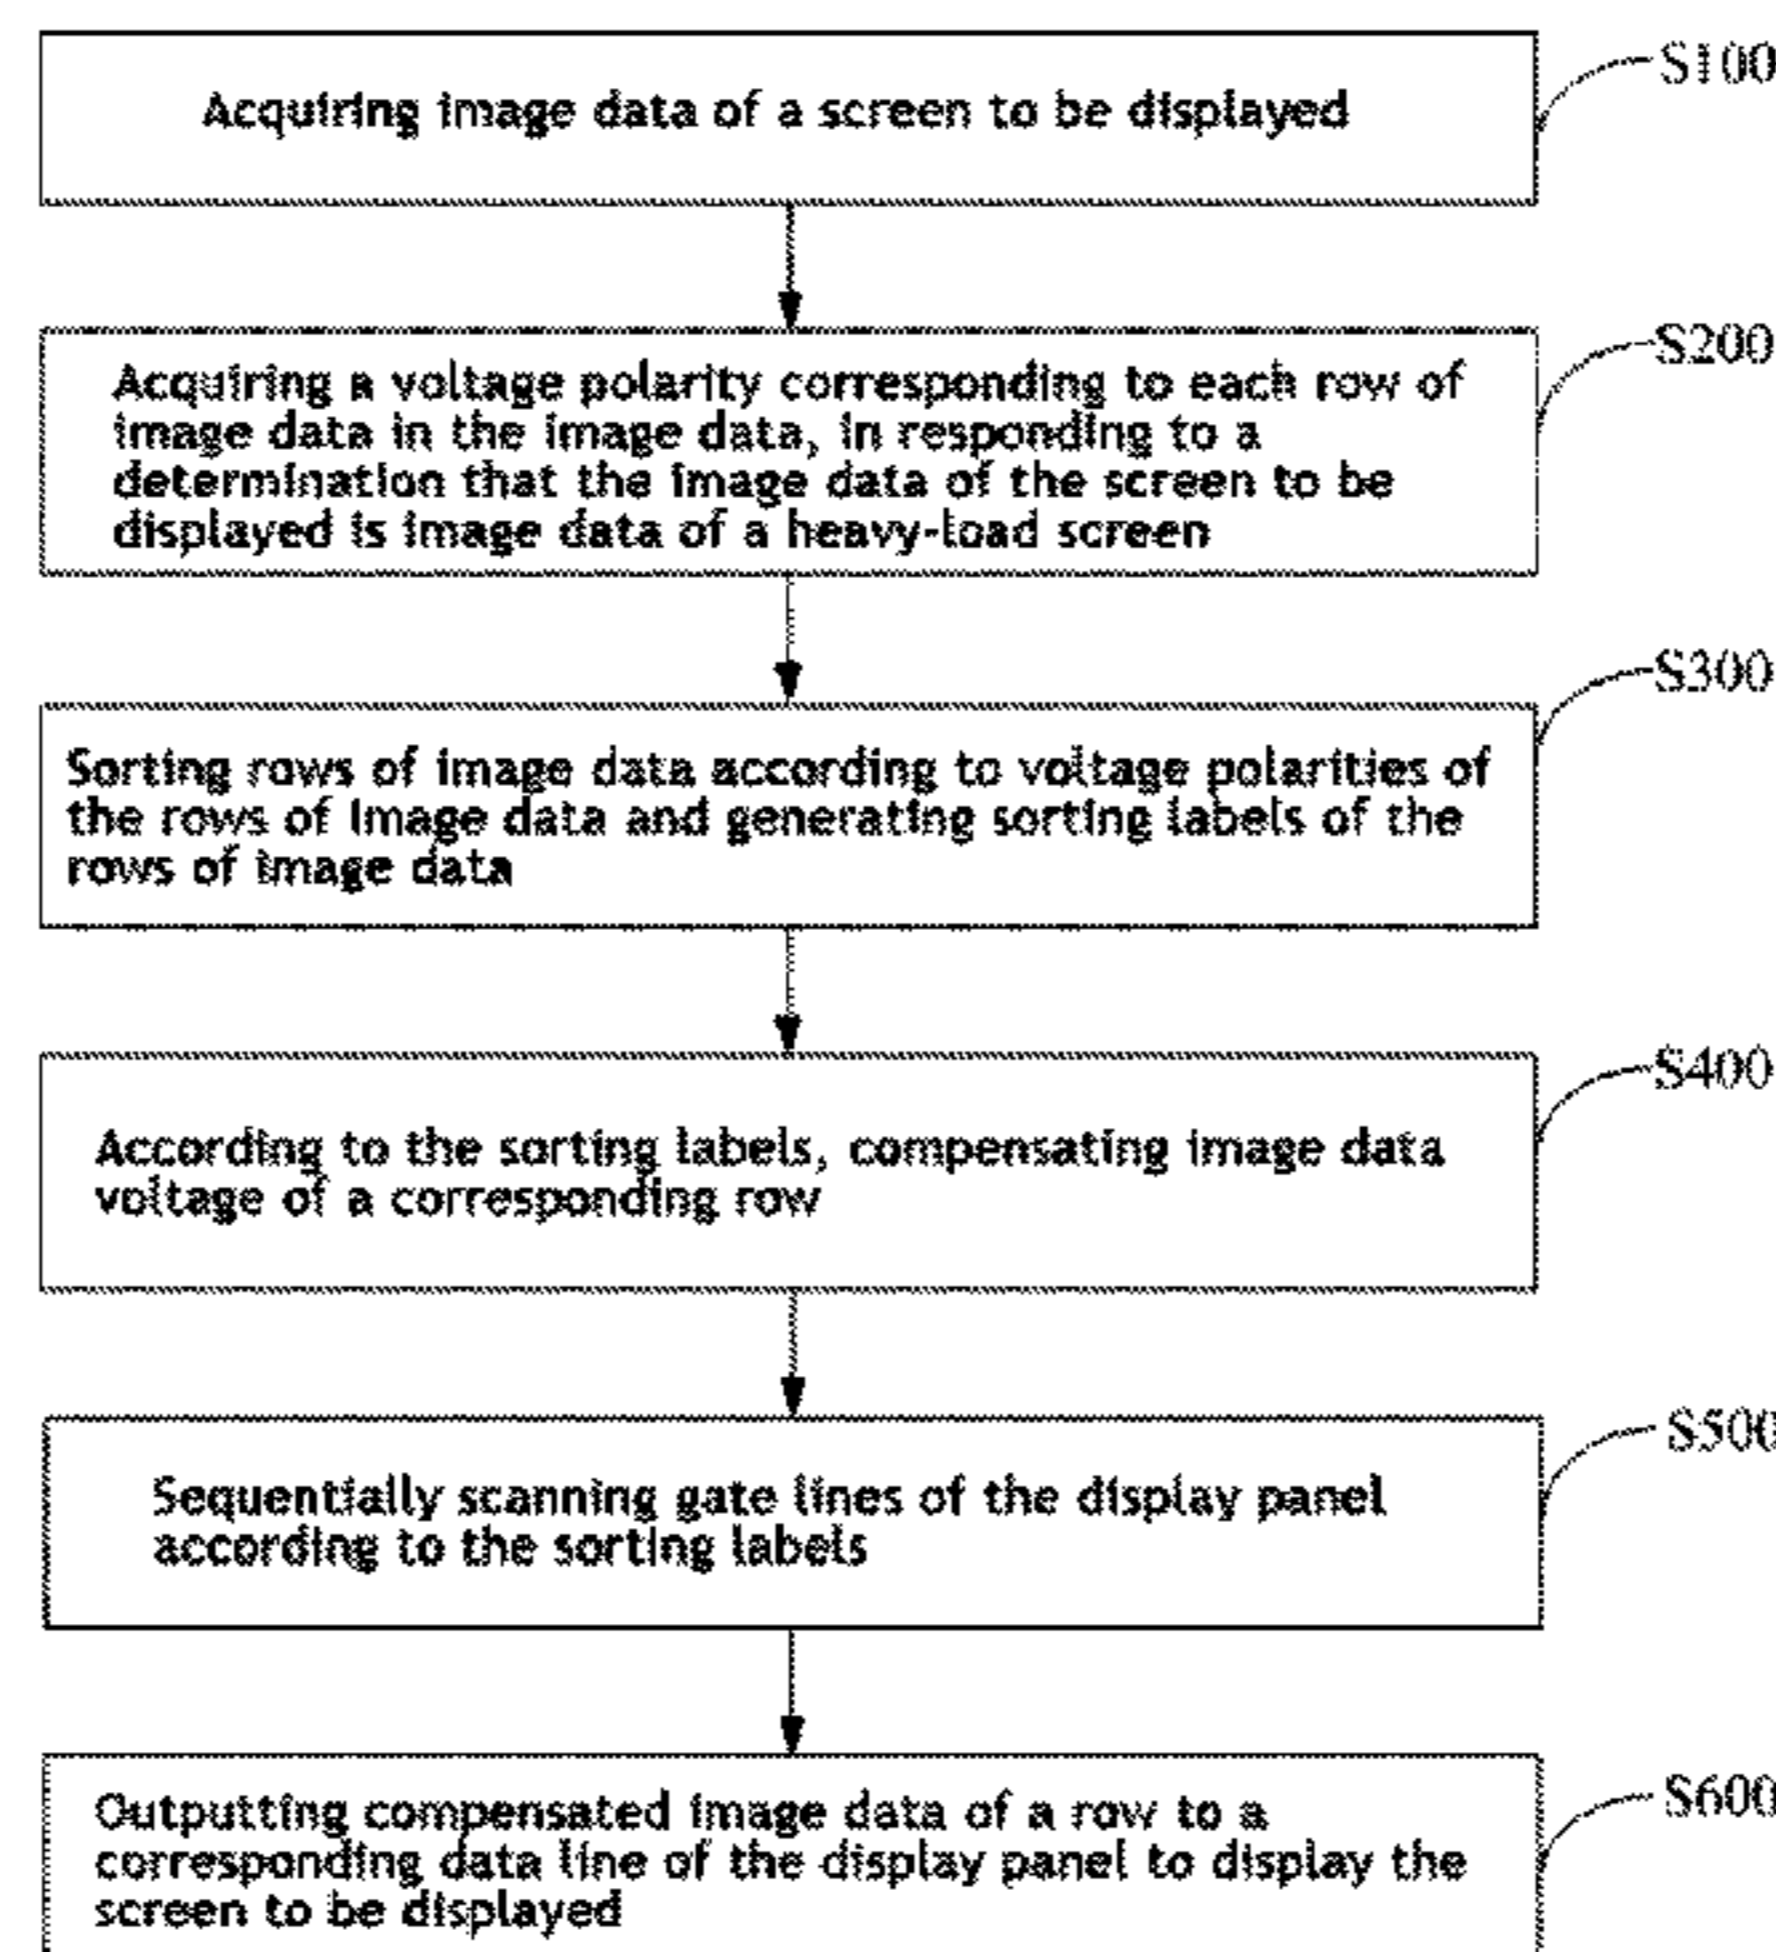 Acquiring image data of a screen to be displayed
S100
Acquiring a voltage polarity corresponding to each row of
image data in the image data, in responding to a
determination that the image data of the screen to be
displayed is image data of a heavy-load screen
S200
Sorting rows of image data according to voltage polarities of
the rows of image data and generating sorting labels of the
rows of image data
S300
According to the sorting labels, compensating image data
voltage of a corresponding row
S400
Sequentially scanning gate lines of the display panel
according to the sorting labels
S500
Outputting compensated image data of a row to a
corresponding data line of the display panel to display the
screen to be displayed
S600